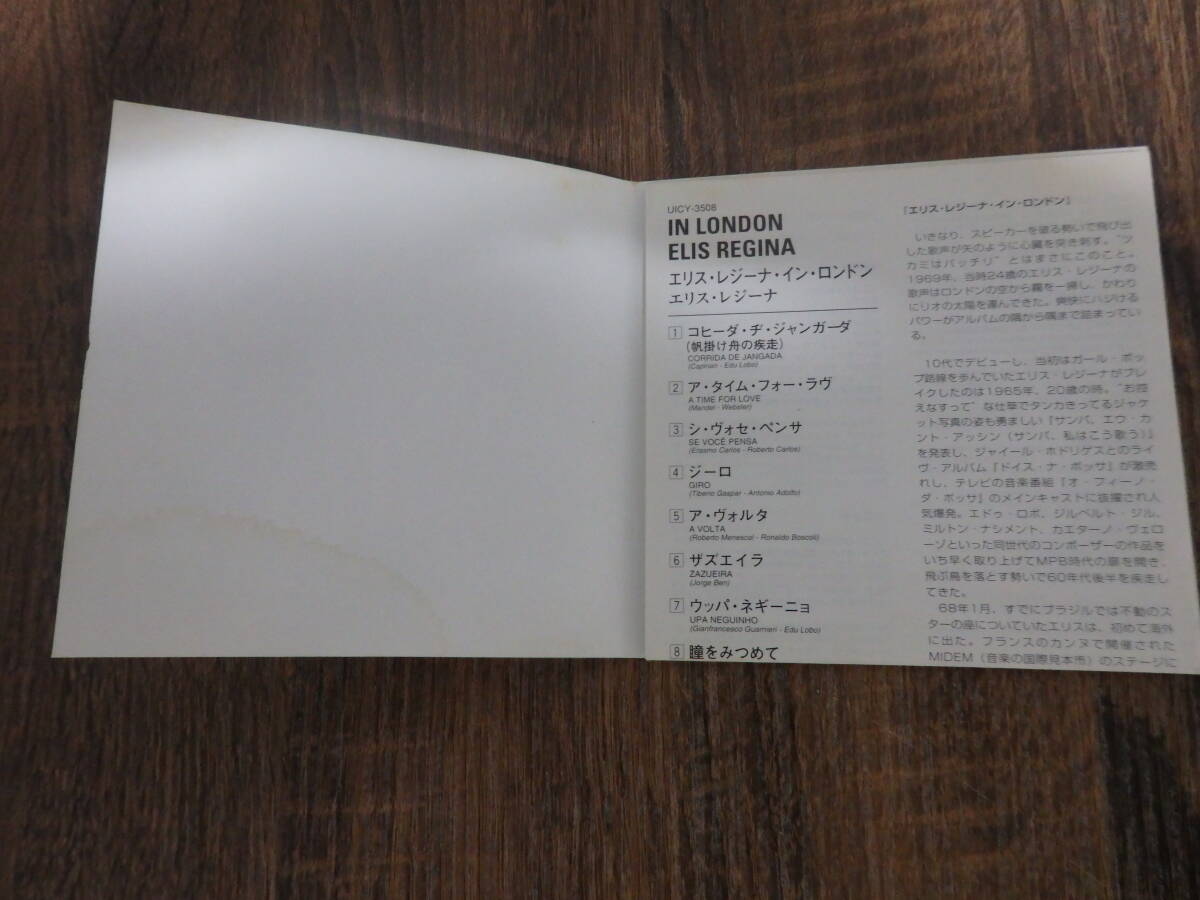 UICY-3508
IN LONDON
ELIS REGINA
エリス・レジーナ・イン・ロンドン
エリス・レジーナ
1 コヒーダ・ヂ・ジャンガーダ
(帆掛け舟の疾走)
CORRIDA DE JANGADA
(Capinan - Edu Lobo)
2 ア・タイム・フォー・ラヴ
A TIME FOR LOVE
(Mandel - Webster)
3 シ・ヴォセ・ペンサ
SE VOCÊ PENSA
(Erasmo Carlos - Roberto Carlos)
4 ジーロ
GIRO
(Tiberio Gaspar - Antonio Adolfo)
5 ア・ヴォルタ
A VOLTA
(Roberto Menescal - Ronaldo Boscoli)
6 ザズエイラ
ZAZUEIRA
(Jorge Ben)
7 ウッパ・ネギーニョ
UPA NEGUINHO
(Gianfrancesco Guarnieri - Edu Lobo)
8 瞳をみつめて
『エリス・レジーナ・イン・ロンドン』
いきなり、スピーカーを破る勢いで飛び出
した歌声が矢のように心臓を突き刺す。“ツ
カミはバッチリ”とはまさにこのこと。
1969年、当時24歳のエリス・レジーナの
歌声はロンドンの空から霧を一掃し、かわり
にリオの太陽を運んできた。爽快にハジける
パワーがアルバムの隅から隅まで詰まってい
る。
10代でデビューし、当初はガール・ポッ
プ路線を歩んでいたエリス・レジーナがブレ
イクしたのは1965年、20歳の時。“お控
えなすって”な仕草でタンカきってるジャケ
ット写真の姿も勇ましい『サンバ、エウ・カ
ント・アッシン（サンバ、私はこう歌う）』
を発表し、ジャイール・ホドリゲスとのライ
ヴ・アルバム『ドイス・ナ・ボッサ』が激売
れし、テレビの音楽番組『オ・フィーノ・
ダ・ボッサ』のメインキャストに抜擢され人
気爆発。エドゥ・ロボ、ジルベルト・ジル、
ミルトン・ナシメント、カエターノ・ヴェロ
ーゾといった同世代のコンポーザーの作品を
いち早く取り上げてMPB時代の扉を開き、
飛ぶ鳥を落とす勢いで60年代後半を疾走し
てきた。
68年1月、すでにブラジルでは不動のス
ターの座についていたエリスは、初めて海外
に出た。フランスのカンヌで開催された
MIDEM（音楽の国際見本市）のステージに